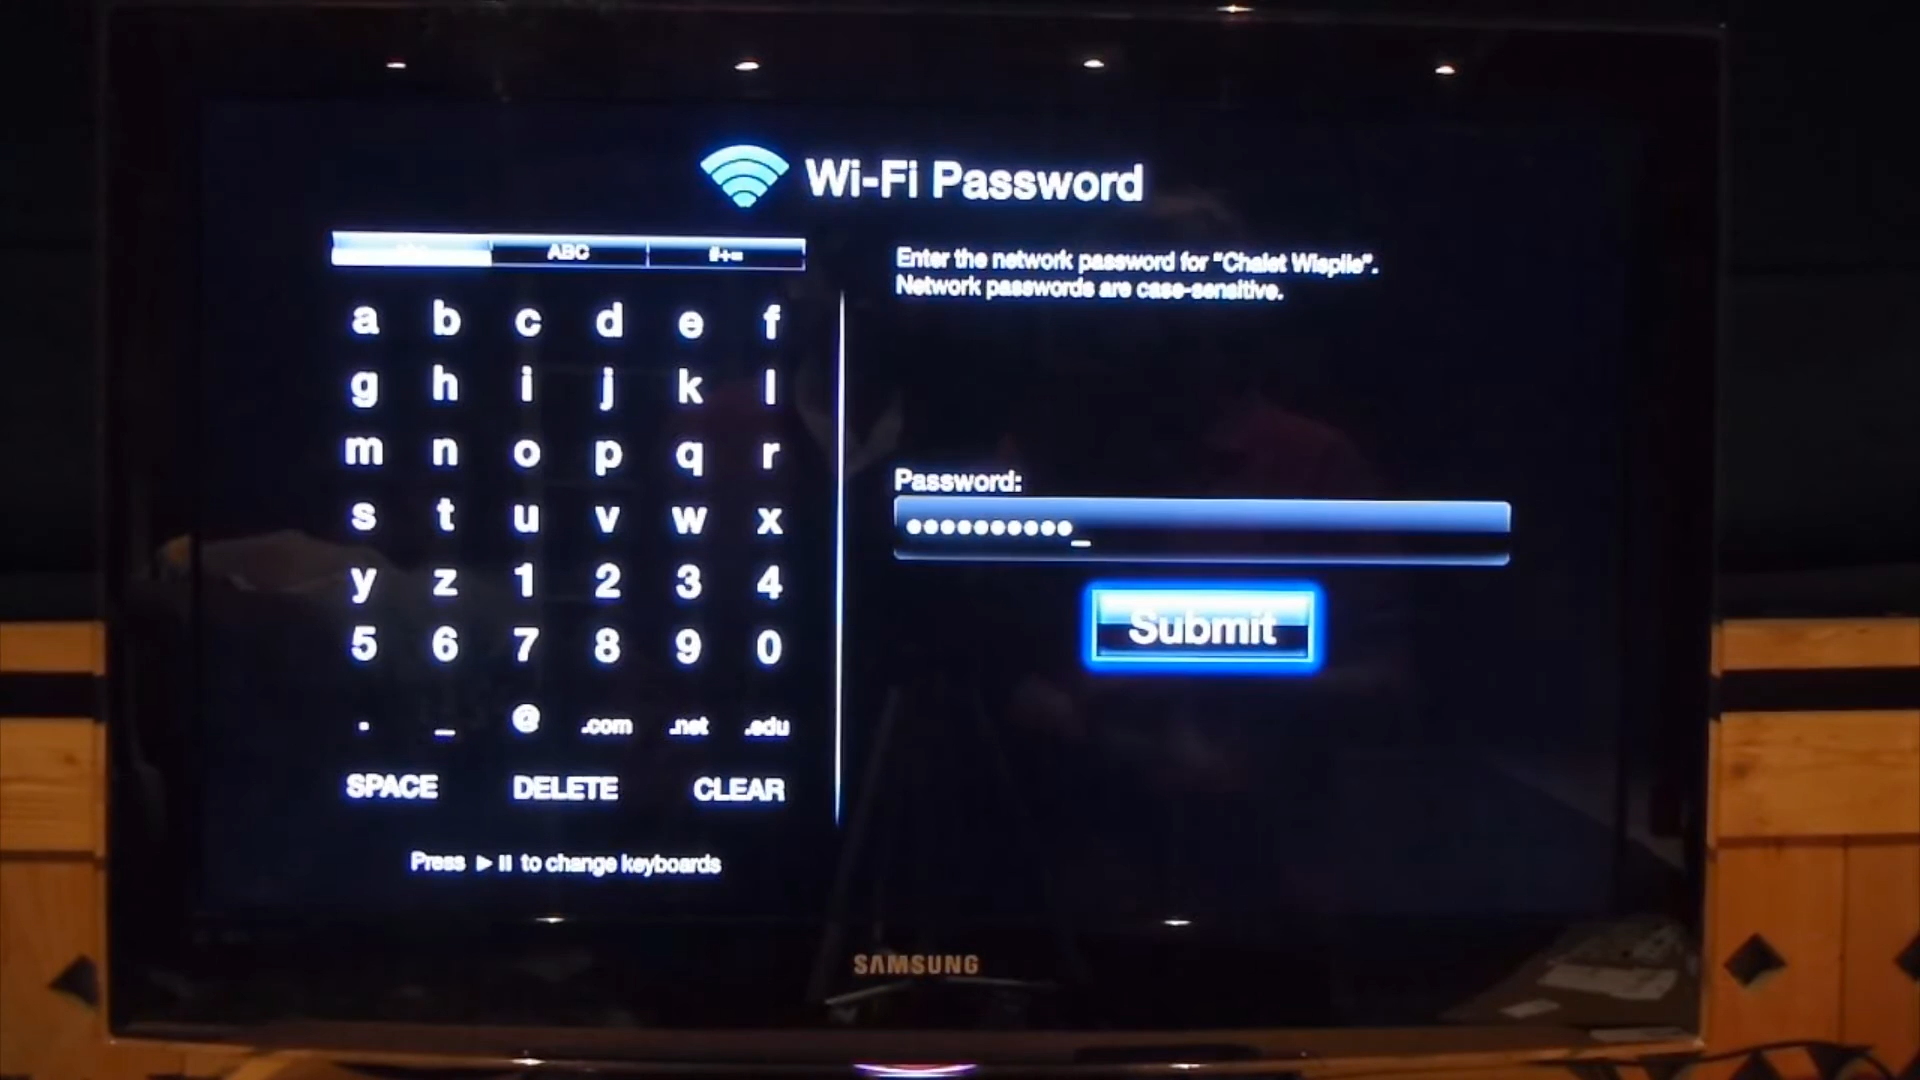 Wi-Fi Password
ABC
#+=
Enter the network password for "Chalet Wispile".
Network passwords are case-sensitive.
a b c d e f
g h i j k l
m n o p q r
s t u v w x
y z 1 2 3 4
5 6 7 8 9 0
. _ @ .com .net .edu
SPACE DELETE CLEAR
Press ►II to change keyboards
Password:
••••••••••_
Submit
SAMSUNG